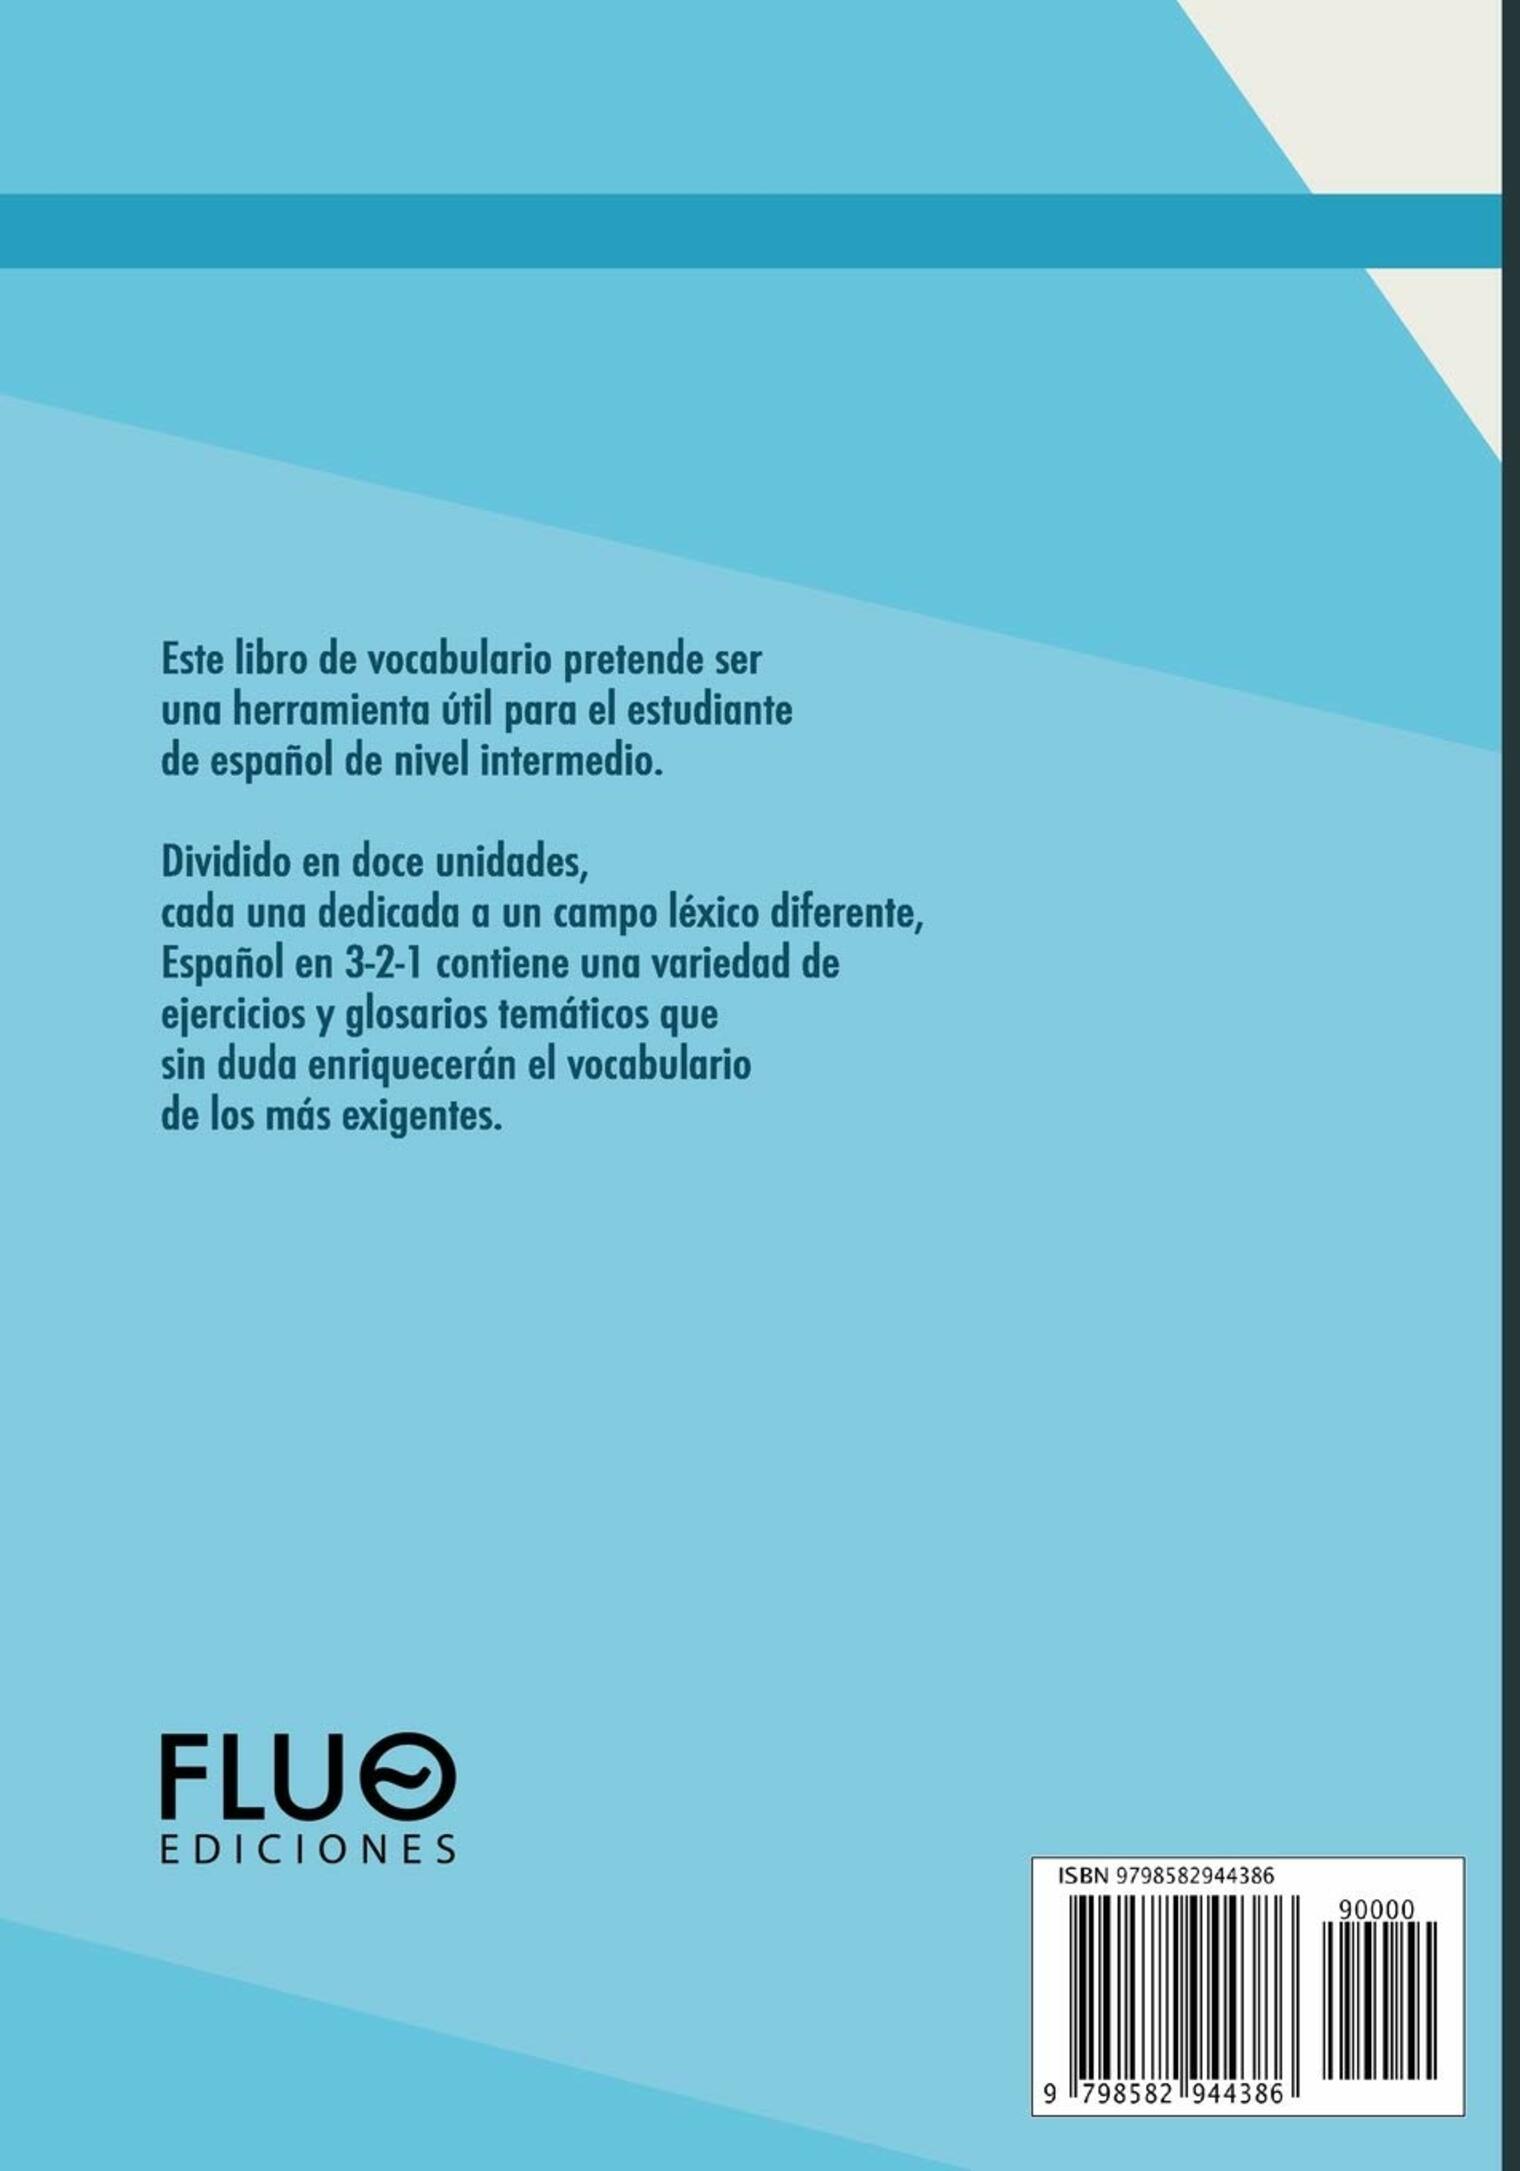 Este libro de vocabulario pretende ser
una herramienta útil para el estudiante
de español de nivel intermedio.
Dividido en doce unidades,
cada una dedicada a un campo léxico diferente,
Español en 3-2-1 contiene una variedad de
ejercicios y glosarios temáticos que
sin duda enriquecerán el vocabulario
de los más exigentes.
FLUO
EDICIONES
ISBN 9798582944386
90000
9 798582 944386